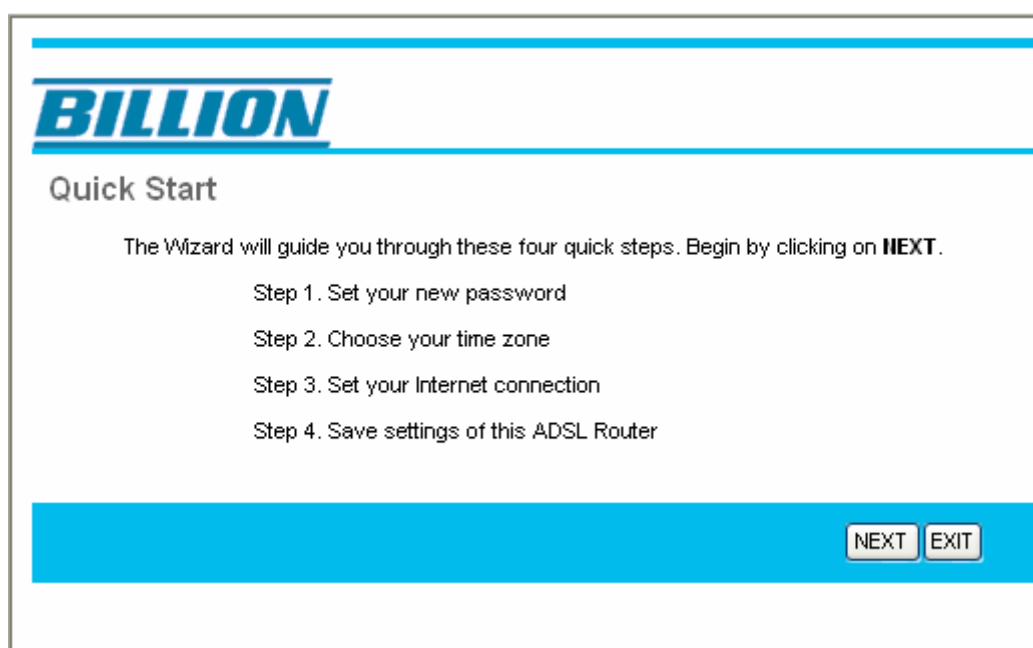 BILLION
Quick Start
The Wizard will guide you through these four quick steps. Begin by clicking on NEXT.
Step 1. Set your new password
Step 2. Choose your time zone
Step 3. Set your Internet connection
Step 4. Save settings of this ADSL Router
NEXT EXIT